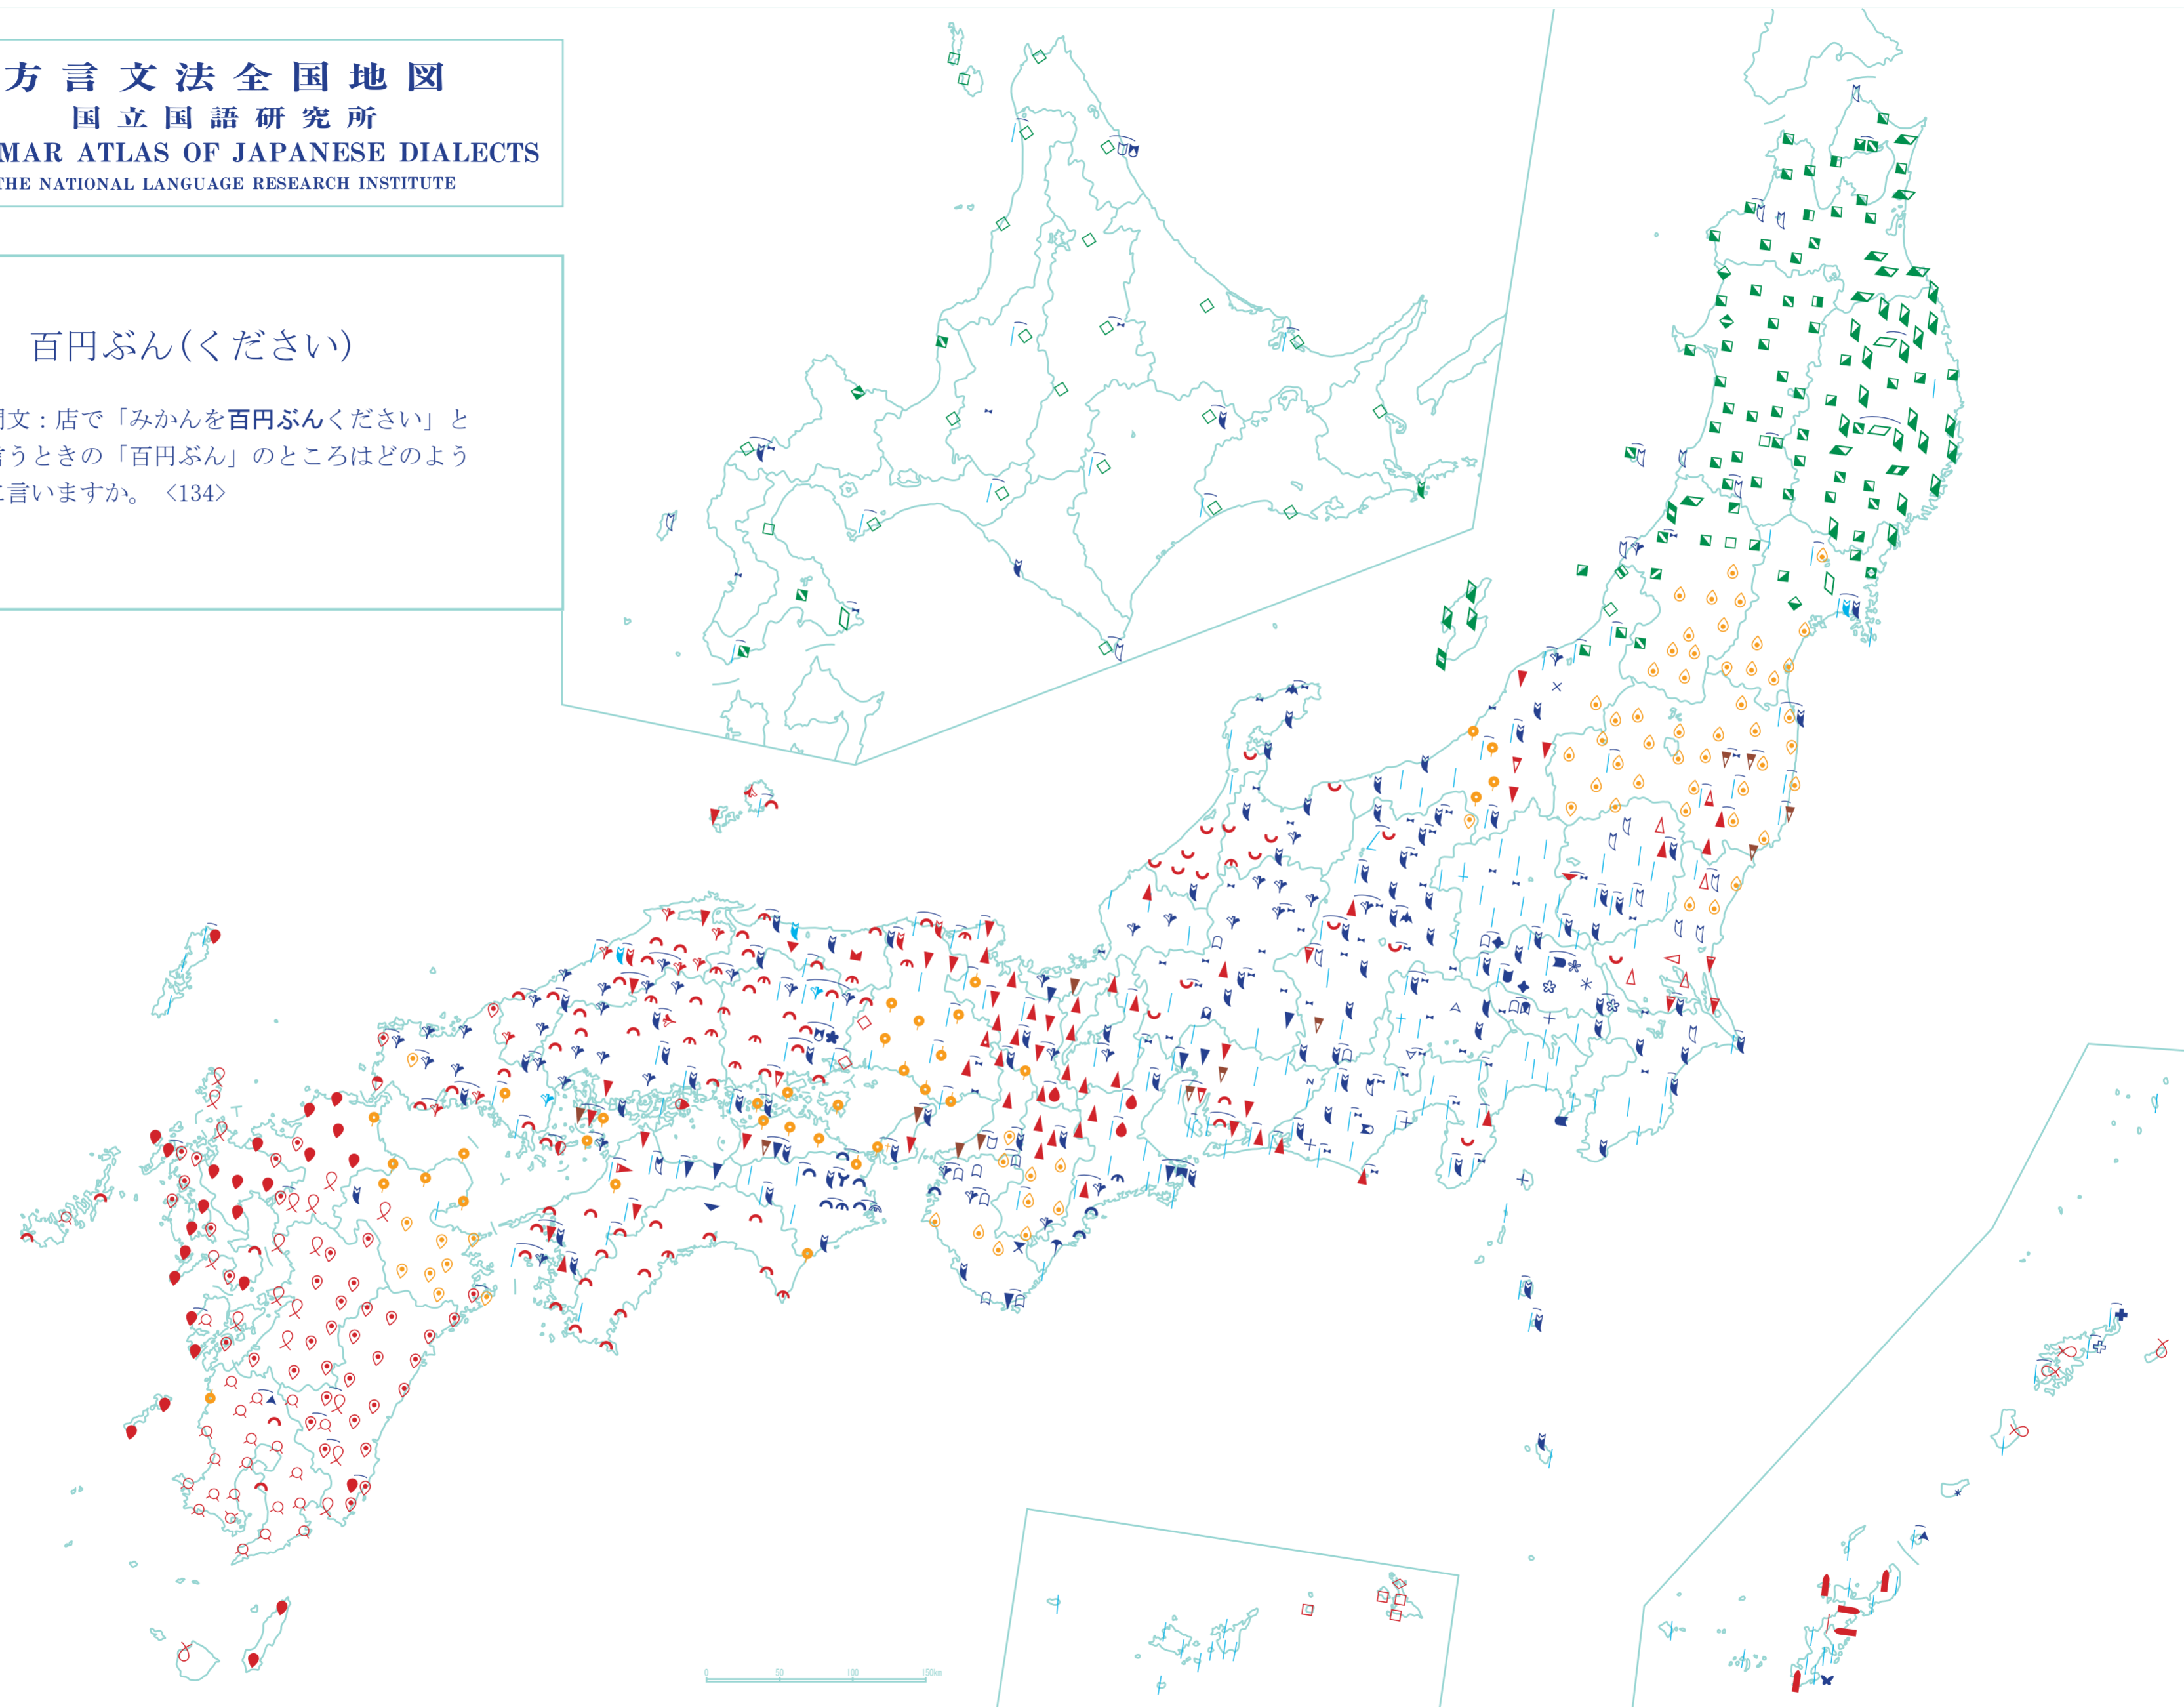 方言文法全国地図
国立国語研究所
MAR ATLAS OF JAPANESE DIALECTS
THE NATIONAL LANGUAGE RESEARCH INSTITUTE
百円ぶん(ください)
問文：店で「みかんを百円ぶんください」と
言うときの「百円ぶん」のところはどのよう
に言いますか。 〈134〉
0 50 100 150km